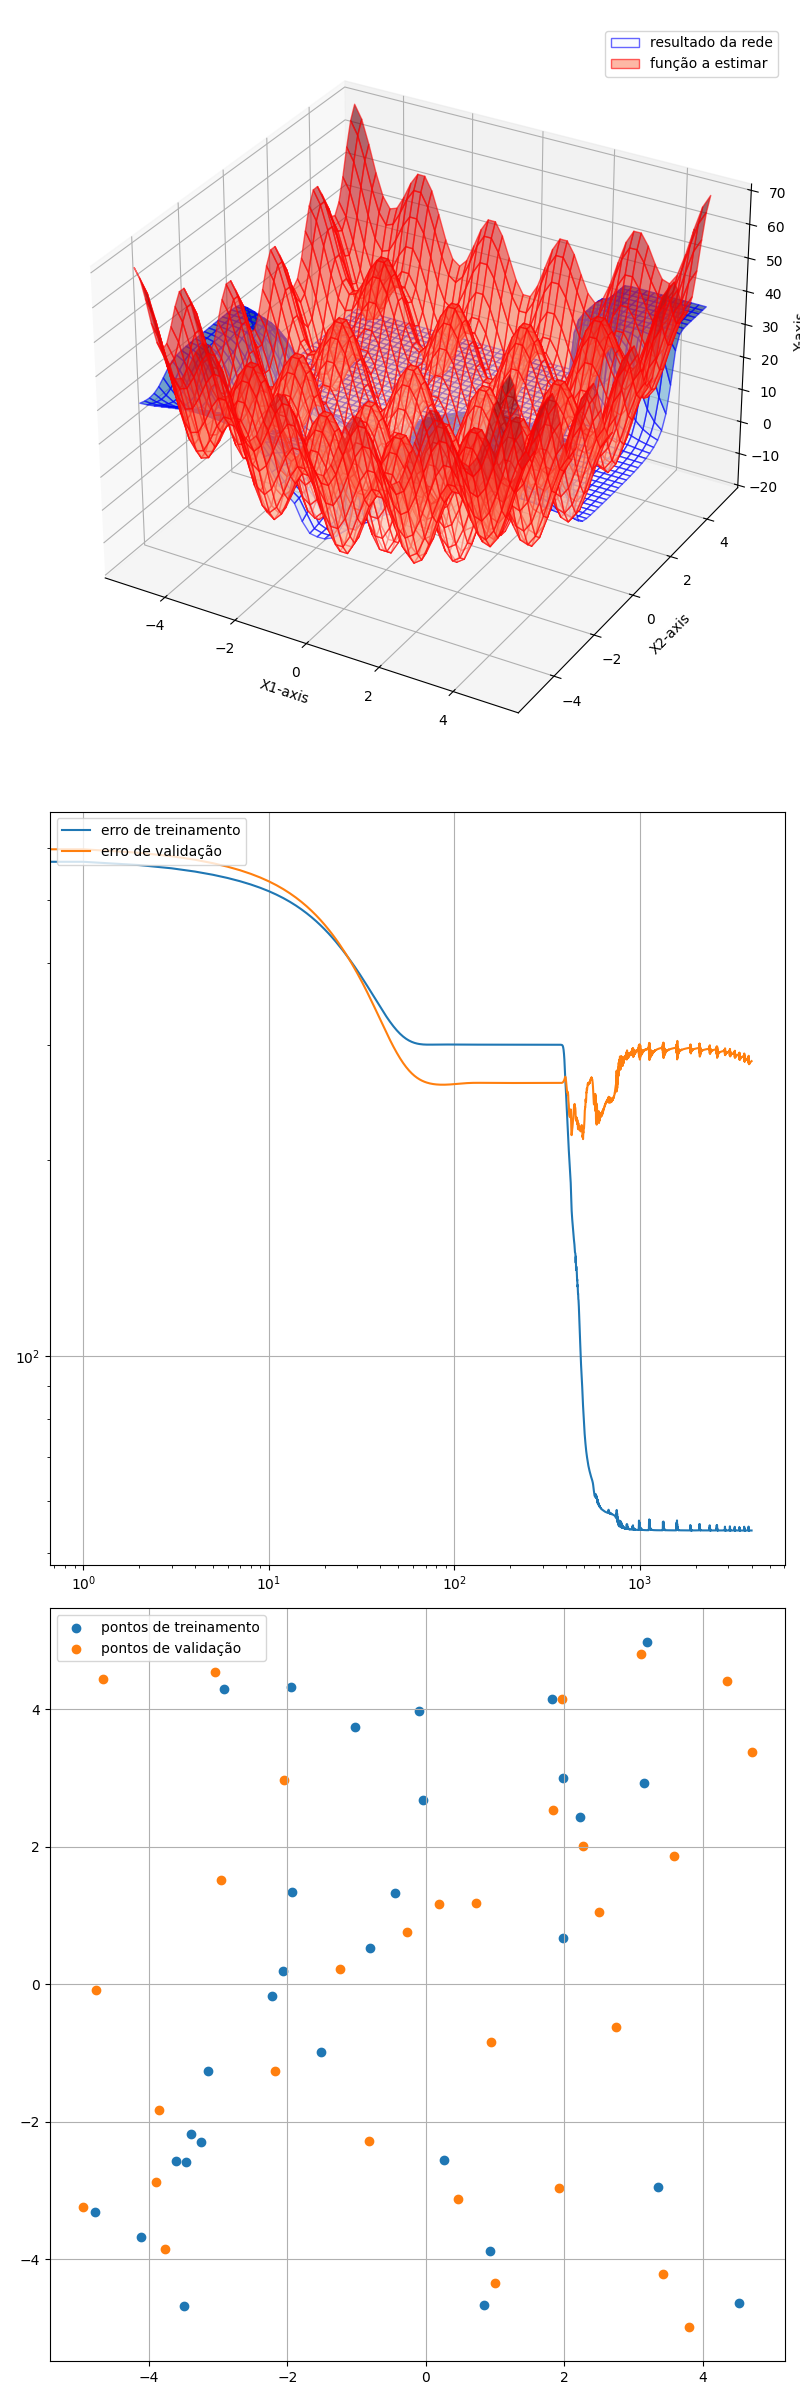 resultado da rede
função a estimar
70
60
50
40
30
20
10
0
−10
−20
Y-axis
4
2
0
−2
−4
X2-axis
−4
−2
0
2
4
X1-axis
erro de treinamento
erro de validação
10²
10⁰ 10¹ 10² 10³
pontos de treinamento
pontos de validação
4
2
0
−2
−4
−4 −2 0 2 4